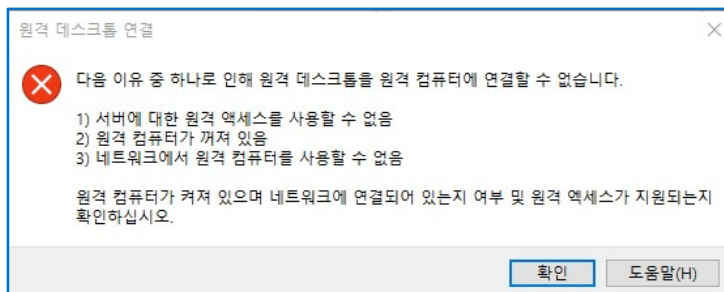 원격 데스크톱 연결
다음 이유 중 하나로 인해 원격 데스크톱을 원격 컴퓨터에 연결할 수 없습니다.
1) 서버에 대한 원격 액세스를 사용할 수 없음
2) 원격 컴퓨터가 꺼져 있음
3) 네트워크에서 원격 컴퓨터를 사용할 수 없음
원격 컴퓨터가 켜져 있으며 네트워크에 연결되어 있는지 여부 및 원격 엑세스가 지원되는지
확인하십시오.
확인
도움말(H)